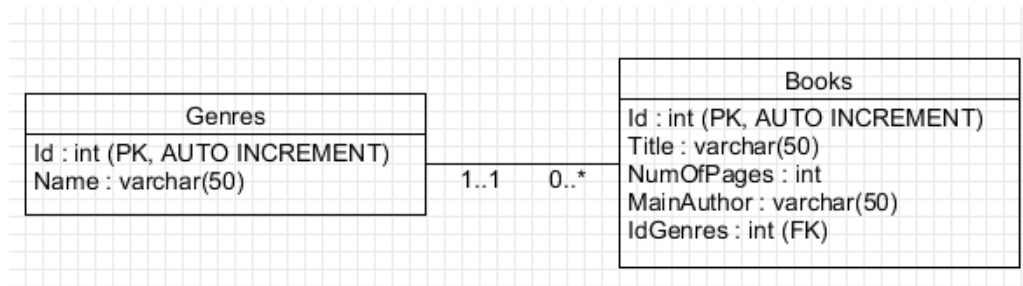 Genres
Id : int (PK, AUTO INCREMENT)
Name : varchar(50)
1..1
0..*
Books
Id : int (PK, AUTO INCREMENT)
Title : varchar(50)
NumOfPages : int
MainAuthor : varchar(50)
IdGenres : int (FK)